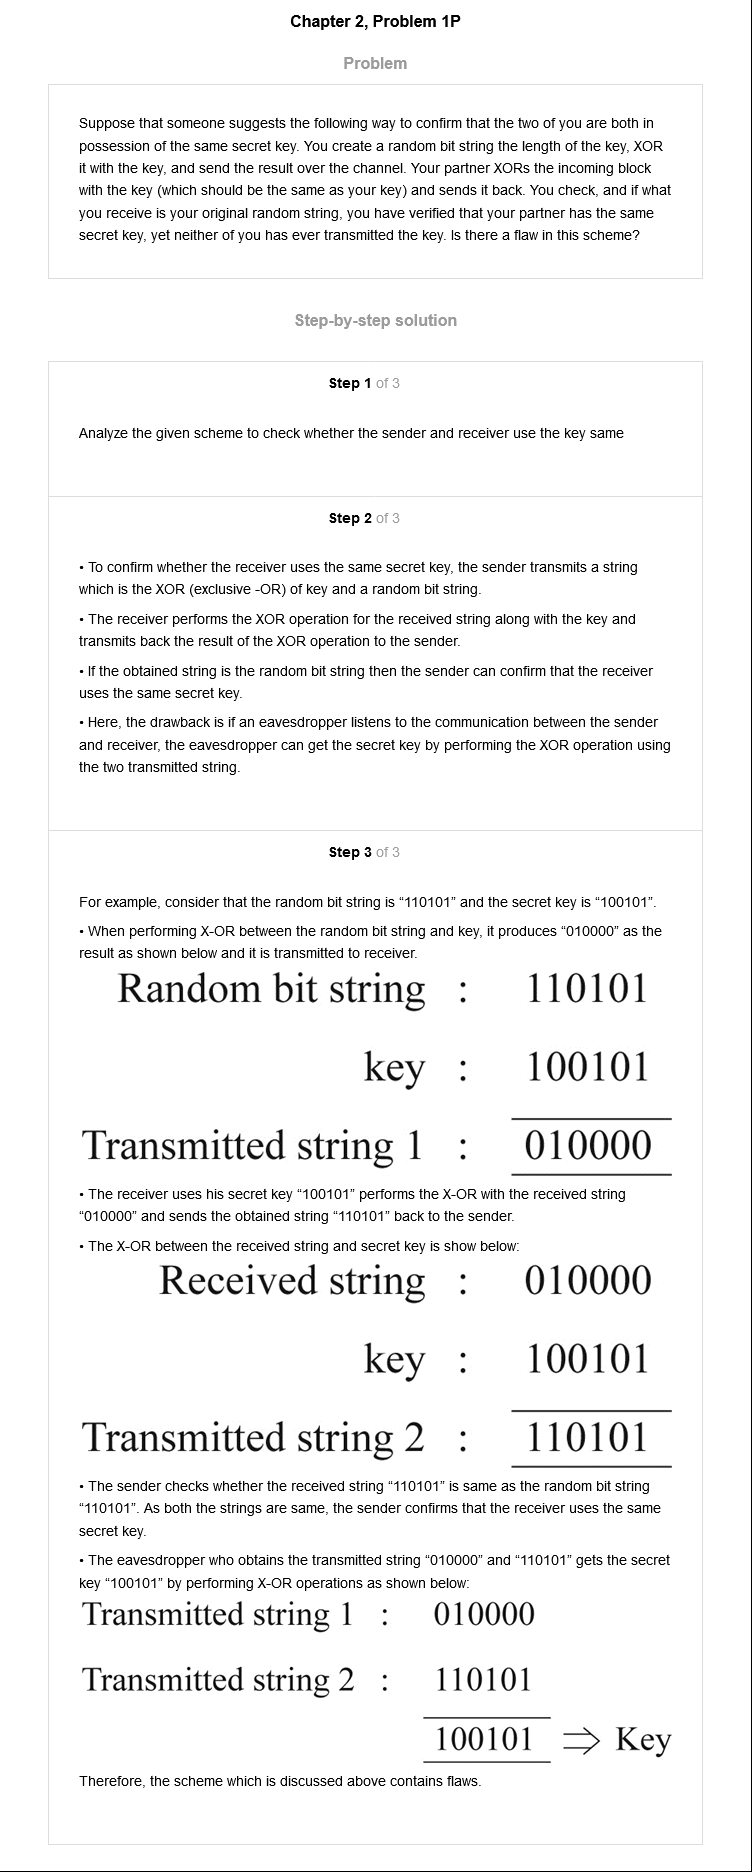 Chapter 2, Problem 1P
Problem
Suppose that someone suggests the following way to confirm that the two of you are both in
possession of the same secret key. You create a random bit string the length of the key, XOR
it with the key, and send the result over the channel. Your partner XORs the incoming block
with the key (which should be the same as your key) and sends it back. You check, and if what
you receive is your original random string, you have verified that your partner has the same
secret key, yet neither of you has ever transmitted the key. Is there a flaw in this scheme?
Step-by-step solution
Step 1 of 3
Analyze the given scheme to check whether the sender and receiver use the key same
Step 2 of 3
• To confirm whether the receiver uses the same secret key, the sender transmits a string
which is the XOR (exclusive -OR) of key and a random bit string.
• The receiver performs the XOR operation for the received string along with the key and
transmits back the result of the XOR operation to the sender.
• If the obtained string is the random bit string then the sender can confirm that the receiver
uses the same secret key.
• Here, the drawback is if an eavesdropper listens to the communication between the sender
and receiver, the eavesdropper can get the secret key by performing the XOR operation using
the two transmitted string.
Step 3 of 3
For example, consider that the random bit string is “110101” and the secret key is “100101”.
• When performing X-OR between the random bit string and key, it produces “010000” as the
result as shown below and it is transmitted to receiver.
Random bit string : 110101
key : 100101
Transmitted string 1 : 010000
• The receiver uses his secret key “100101” performs the X-OR with the received string
“010000” and sends the obtained string “110101” back to the sender.
• The X-OR between the received string and secret key is show below:
Received string : 010000
key : 100101
Transmitted string 2 : 110101
• The sender checks whether the received string “110101” is same as the random bit string
“110101”. As both the strings are same, the sender confirms that the receiver uses the same
secret key.
• The eavesdropper who obtains the transmitted string “010000” and “110101” gets the secret
key “100101” by performing X-OR operations as shown below:
Transmitted string 1 : 010000
Transmitted string 2 : 110101
100101 ⇒ Key
Therefore, the scheme which is discussed above contains flaws.